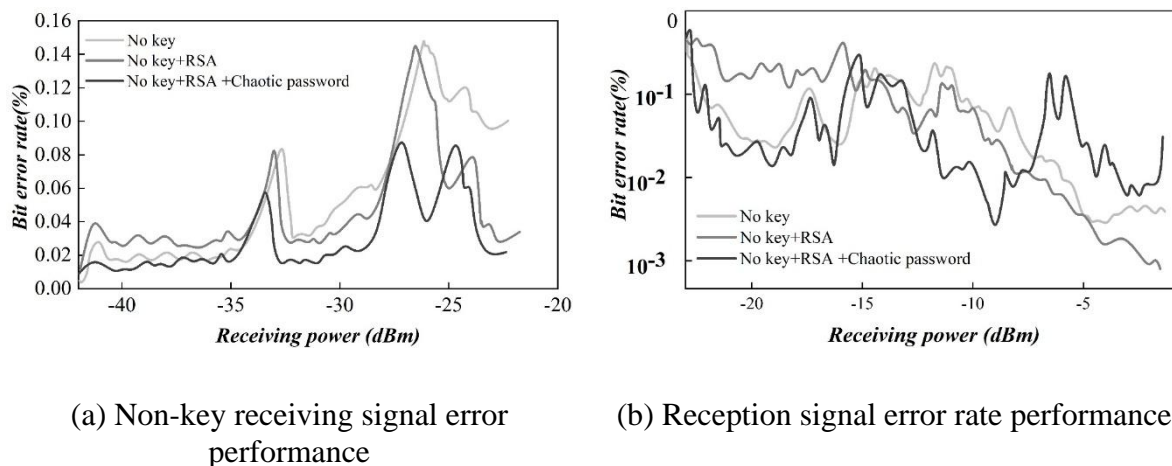 0.16
0.14
0.12
0.10
0.08
0.06
0.04
0.02
0.00
Bit error rate(%)
No key
No key+RSA
No key+RSA +Chaotic password
-40
-35
-30
-25
-20
Receiving power (dBm)
(a) Non-key receiving signal error
performance
0
10-1
10-2
10-3
Bit error rate(%)
No key
No key+RSA
No key+RSA +Chaotic password
-20
-15
-10
-5
Receiving power (dBm)
(b) Reception signal error rate performance